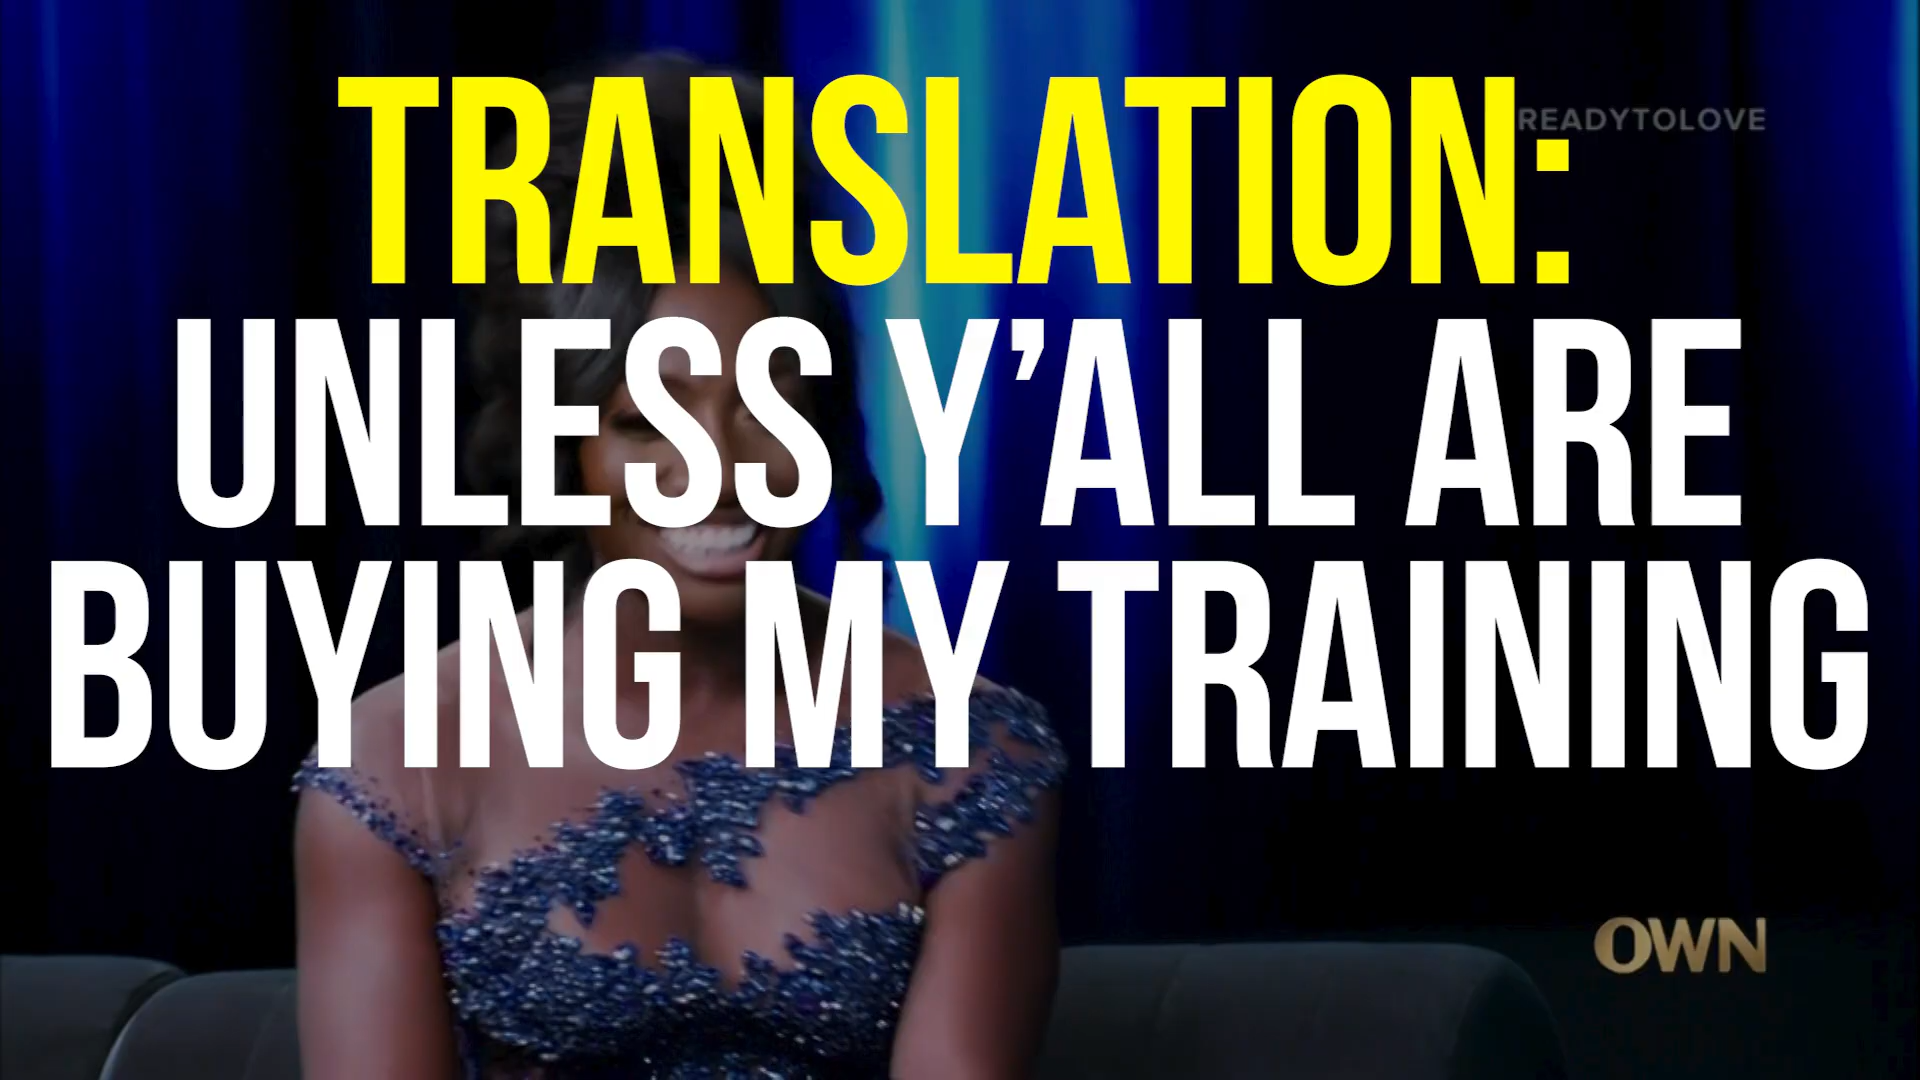 TRANSLATION:
READYTOLOVE
UNLESS Y’ALL ARE
BUYING MY TRAINING
OWN